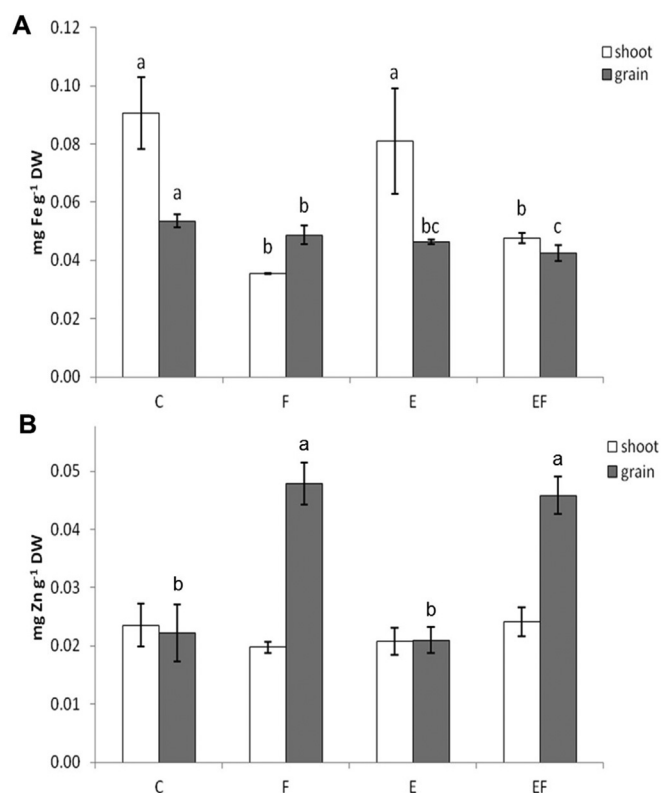 A
0.12
0.10
0.08
0.06
0.04
0.02
0.00
mg Fe g⁻¹ DW
shoot
grain
a
a
b
b
a
bc
b
c
C F E EF
B
0.05
0.04
0.03
0.02
0.01
0.00
mg Zn g⁻¹ DW
shoot
grain
b
a
b
a
C F E EF